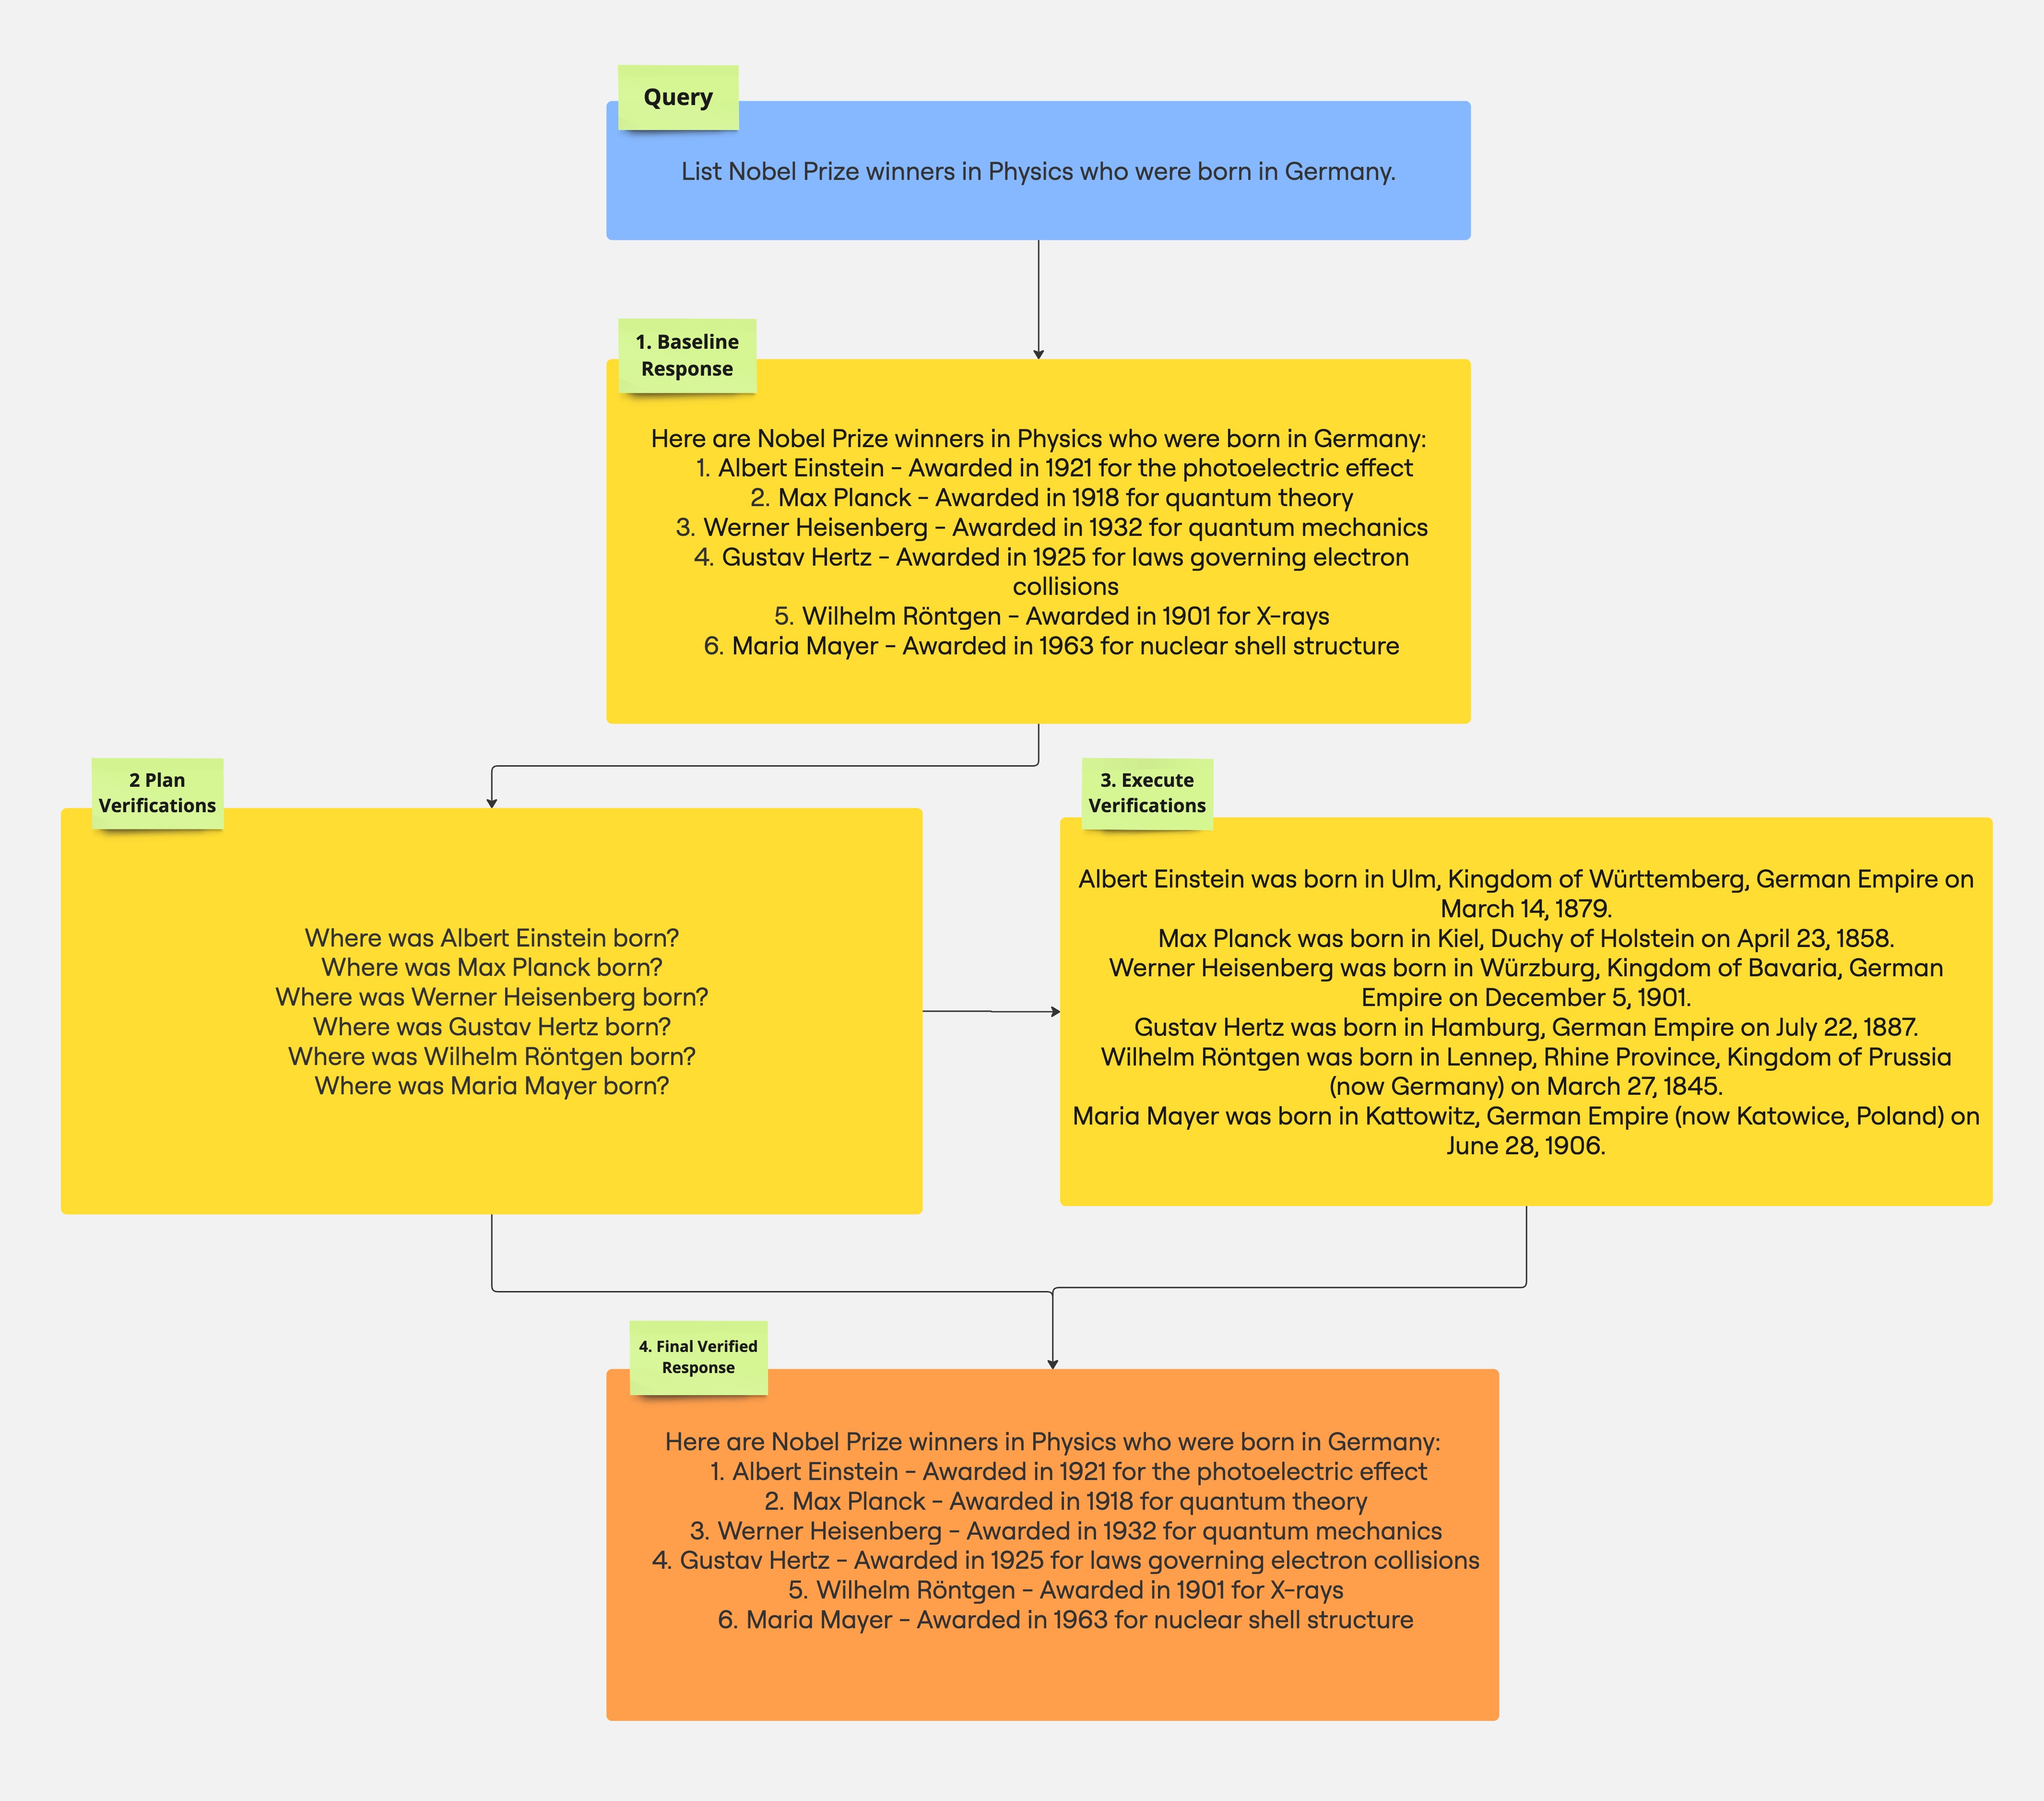 Query
List Nobel Prize winners in Physics who were born in Germany.
1. Baseline
Response
Here are Nobel Prize winners in Physics who were born in Germany:
1. Albert Einstein - Awarded in 1921 for the photoelectric effect
2. Max Planck - Awarded in 1918 for quantum theory
3. Werner Heisenberg - Awarded in 1932 for quantum mechanics
4. Gustav Hertz - Awarded in 1925 for laws governing electron
collisions
5. Wilhelm Röntgen - Awarded in 1901 for X-rays
6. Maria Mayer - Awarded in 1963 for nuclear shell structure
2 Plan
Verifications
Where was Albert Einstein born?
Where was Max Planck born?
Where was Werner Heisenberg born?
Where was Gustav Hertz born?
Where was Wilhelm Röntgen born?
Where was Maria Mayer born?
3. Execute
Verifications
Albert Einstein was born in Ulm, Kingdom of Württemberg, German Empire on
March 14, 1879.
Max Planck was born in Kiel, Duchy of Holstein on April 23, 1858.
Werner Heisenberg was born in Würzburg, Kingdom of Bavaria, German
Empire on December 5, 1901.
Gustav Hertz was born in Hamburg, German Empire on July 22, 1887.
Wilhelm Röntgen was born in Lennep, Rhine Province, Kingdom of Prussia
(now Germany) on March 27, 1845.
Maria Mayer was born in Kattowitz, German Empire (now Katowice, Poland) on
June 28, 1906.
4. Final Verified
Response
Here are Nobel Prize winners in Physics who were born in Germany:
1. Albert Einstein - Awarded in 1921 for the photoelectric effect
2. Max Planck - Awarded in 1918 for quantum theory
3. Werner Heisenberg - Awarded in 1932 for quantum mechanics
4. Gustav Hertz - Awarded in 1925 for laws governing electron collisions
5. Wilhelm Röntgen - Awarded in 1901 for X-rays
6. Maria Mayer - Awarded in 1963 for nuclear shell structure